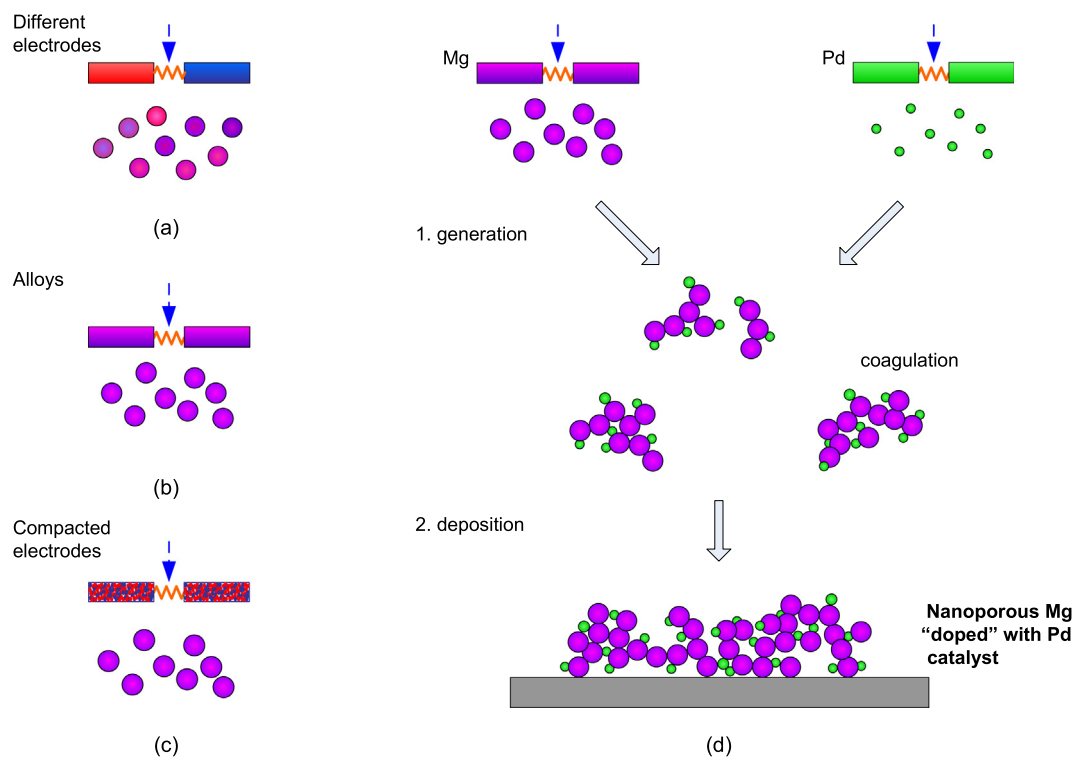 Different
electrodes
(a)
Alloys
(b)
Compacted
electrodes
(c)
Mg
Pd
1. generation
coagulation
2. deposition
Nanoporous Mg
“doped” with Pd
catalyst
(d)